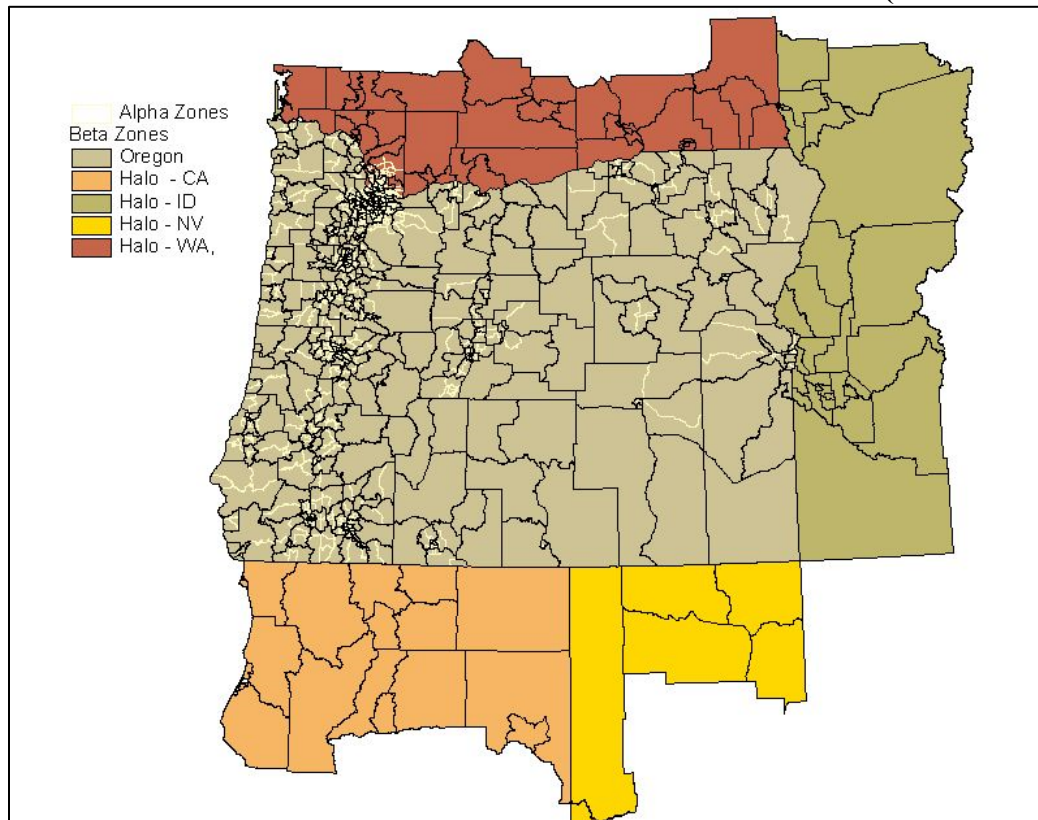 Alpha Zones
Beta Zones
Oregon
Halo - CA
Halo - ID
Halo - NV
Halo - WA,